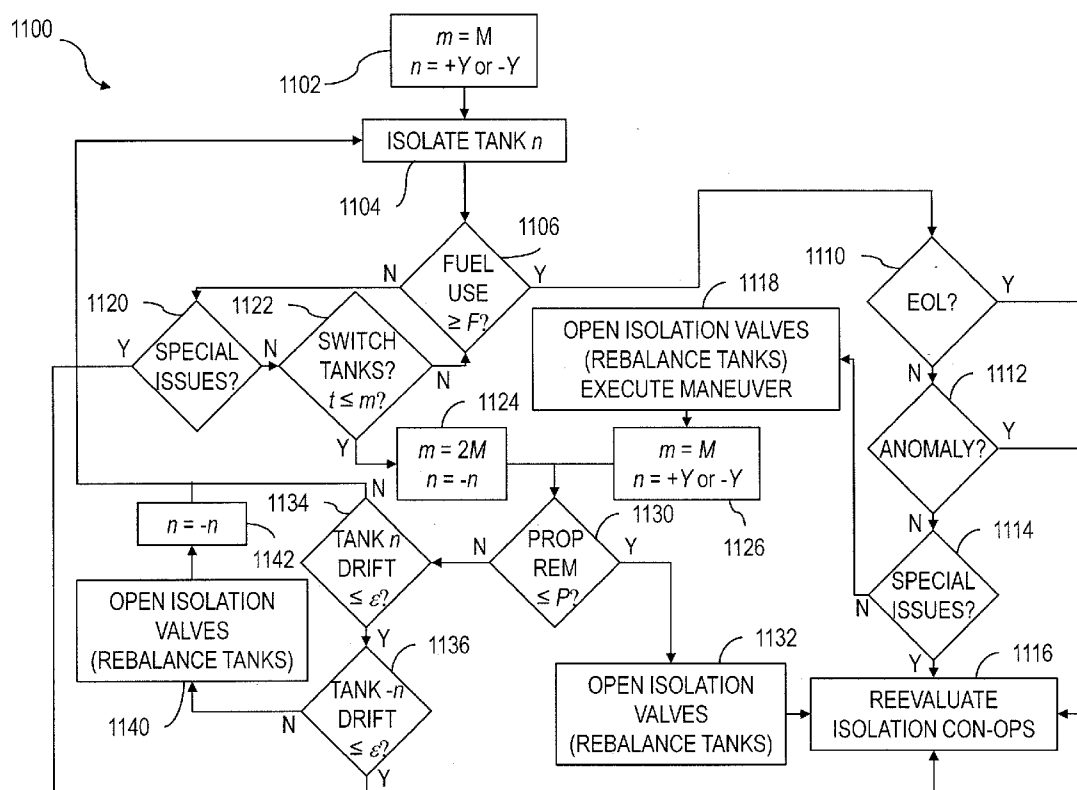 1100
1102
m = M
n = +Y or -Y
ISOLATE TANK n
1104
1106
FUEL
USE
≥ F?
N
Y
1110
EOL?
Y
N
1112
ANOMALY?
Y
N
1114
SPECIAL
ISSUES?
N
Y
1116
REEVALUATE
ISOLATION CON-OPS
1118
OPEN ISOLATION VALVES
(REBALANCE TANKS)
EXECUTE MANEUVER
1120
SPECIAL
ISSUES?
Y
N
1122
SWITCH
TANKS?
t ≤ m?
N
Y
1124
m = 2M
n = -n
m = M
n = +Y or -Y
1126
1130
PROP
REM
≤ P?
N
Y
1132
OPEN ISOLATION
VALVES
(REBALANCE TANKS)
1134
TANK n
DRIFT
≤ ε?
N
Y
1136
TANK -n
DRIFT
≤ ε?
N
Y
OPEN ISOLATION
VALVES
(REBALANCE TANKS)
1140
n = -n
1142